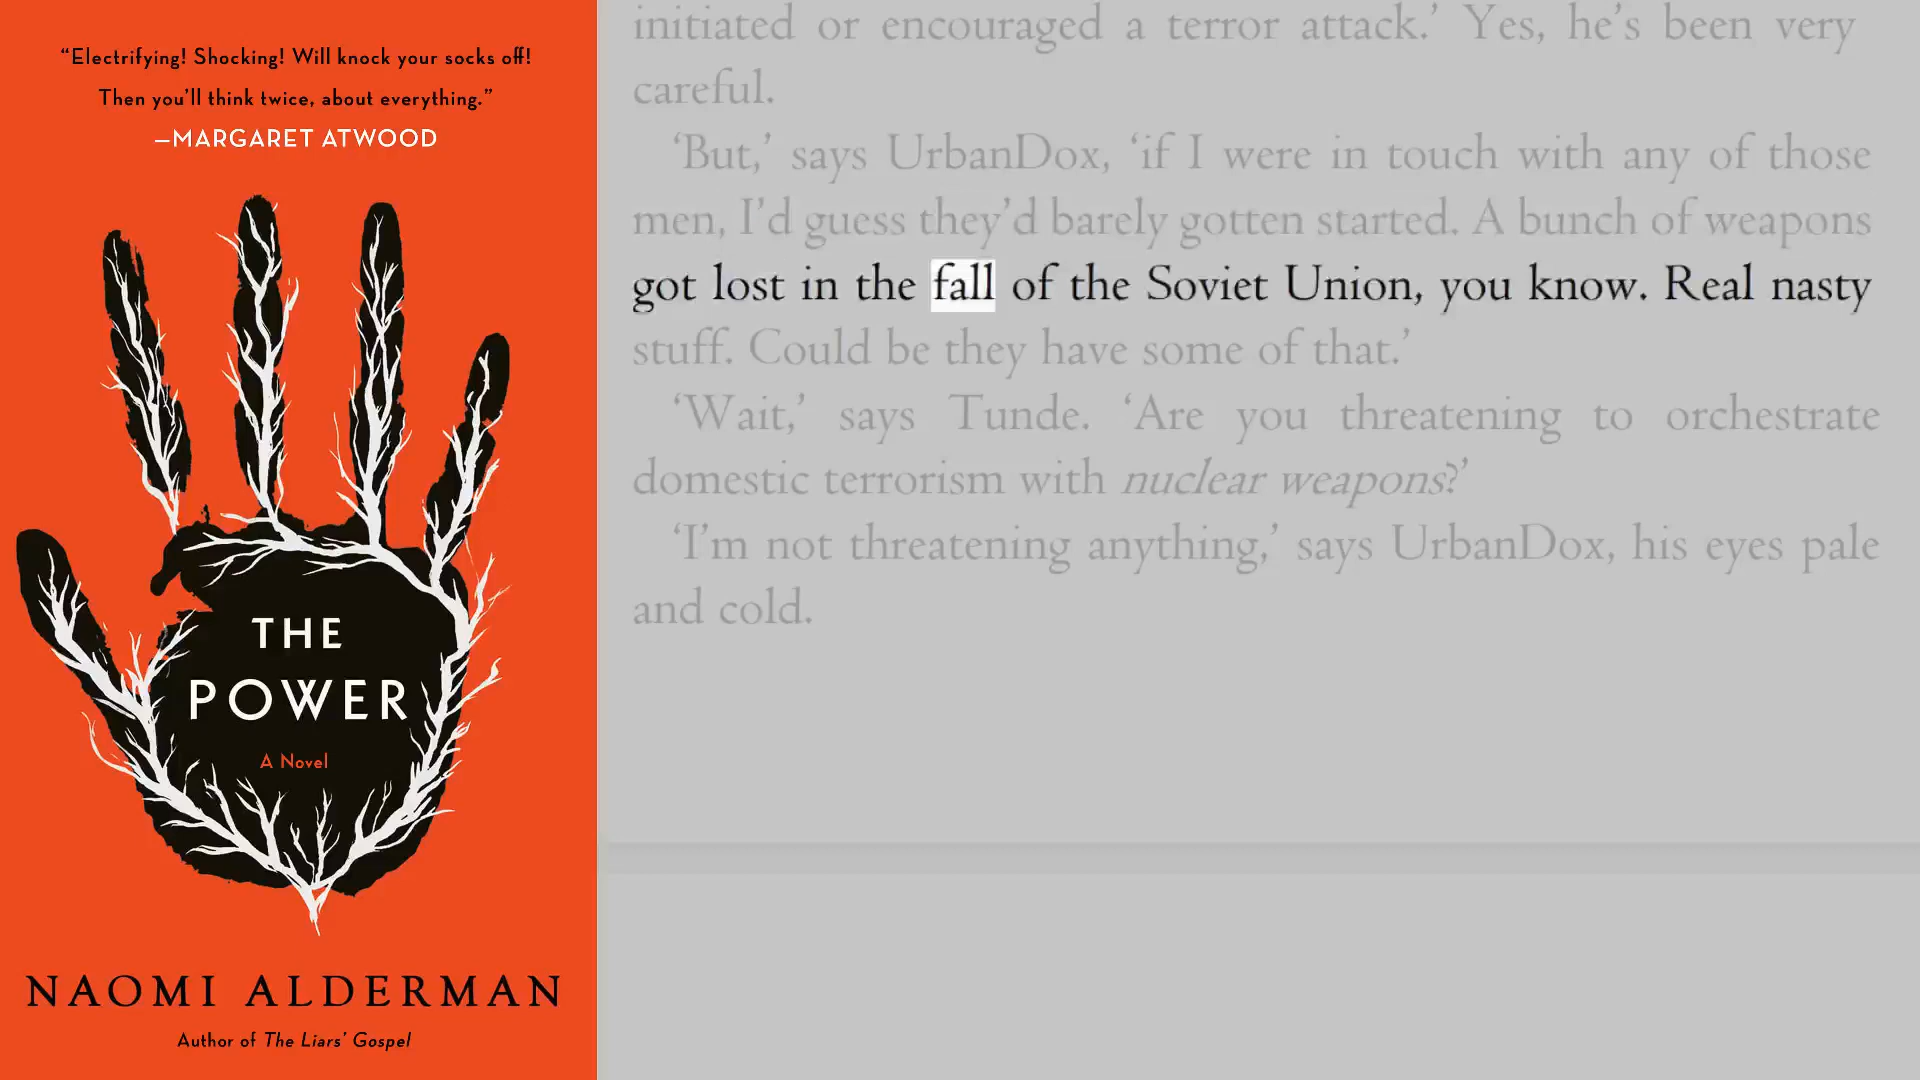 “Electrifying! Shocking! Will knock your socks off!
Then you’ll think twice, about everything.”
—MARGARET ATWOOD
THE
POWER
A Novel
NAOMI ALDERMAN
Author of The Liars’ Gospel
initiated or encouraged a terror attack.’ Yes, he’s been very
careful.
‘But,’ says UrbanDox, ‘if I were in touch with any of those
men, I’d guess they’d barely gotten started. A bunch of weapons
got lost in the fall of the Soviet Union, you know. Real nasty
stuff. Could be they have some of that.’
‘Wait,’ says Tunde. ‘Are you threatening to orchestrate
domestic terrorism with nuclear weapons?’
‘I’m not threatening anything,’ says UrbanDox, his eyes pale
and cold.